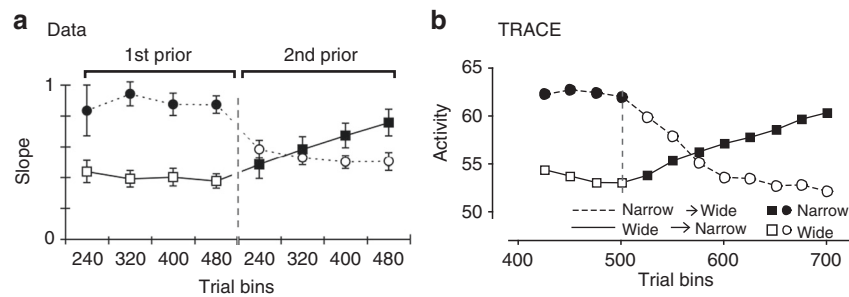 a Data
1st prior 2nd prior
1
Slope
0
240 320 400 480 240 320 400 480
Trial bins
b TRACE
65
60
55
50
Activity
Narrow → Wide ■ ● Narrow
Wide → Narrow □ ○ Wide
400 500 600 700
Trial bins